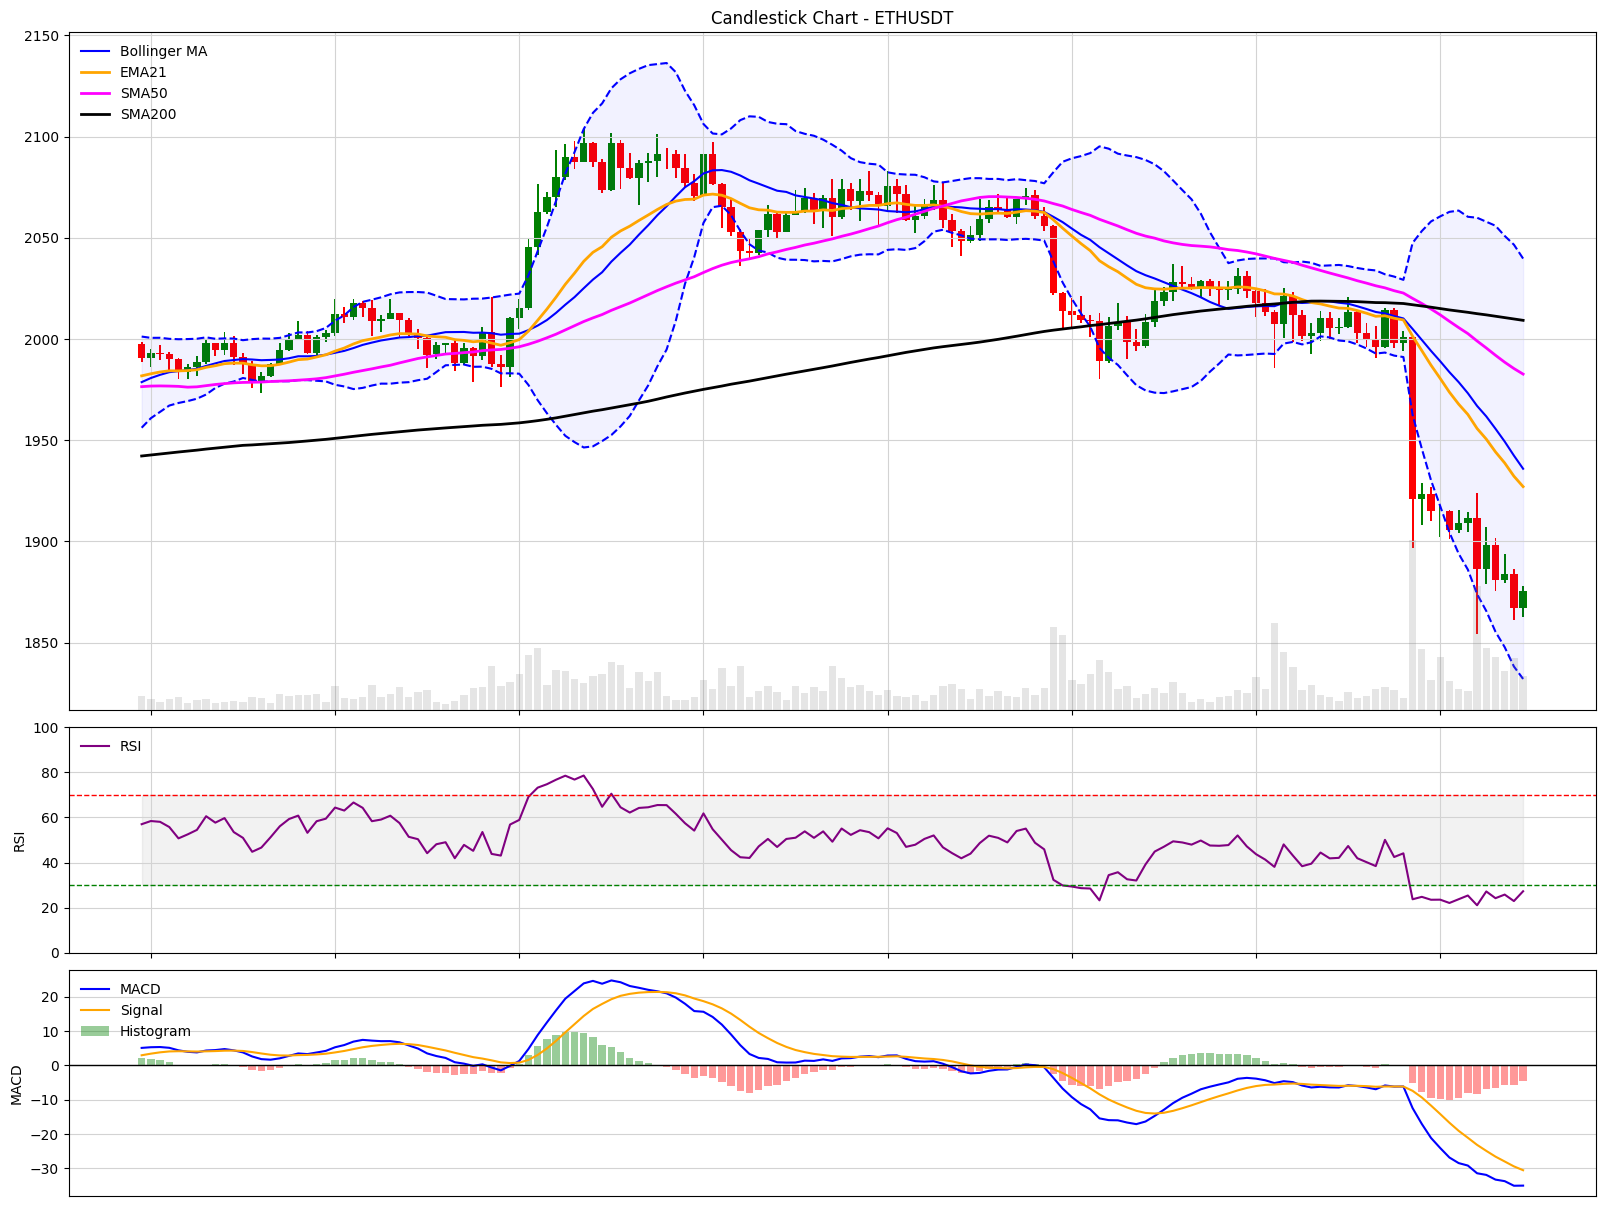 Candlestick Chart - ETHUSDT
2150
2100
2050
2000
1950
1900
1850
Bollinger MA
EMA21
SMA50
SMA200
100
80
60
40
20
0
RSI
RSI
20
10
0
−10
−20
−30
MACD
MACD
Signal
Histogram